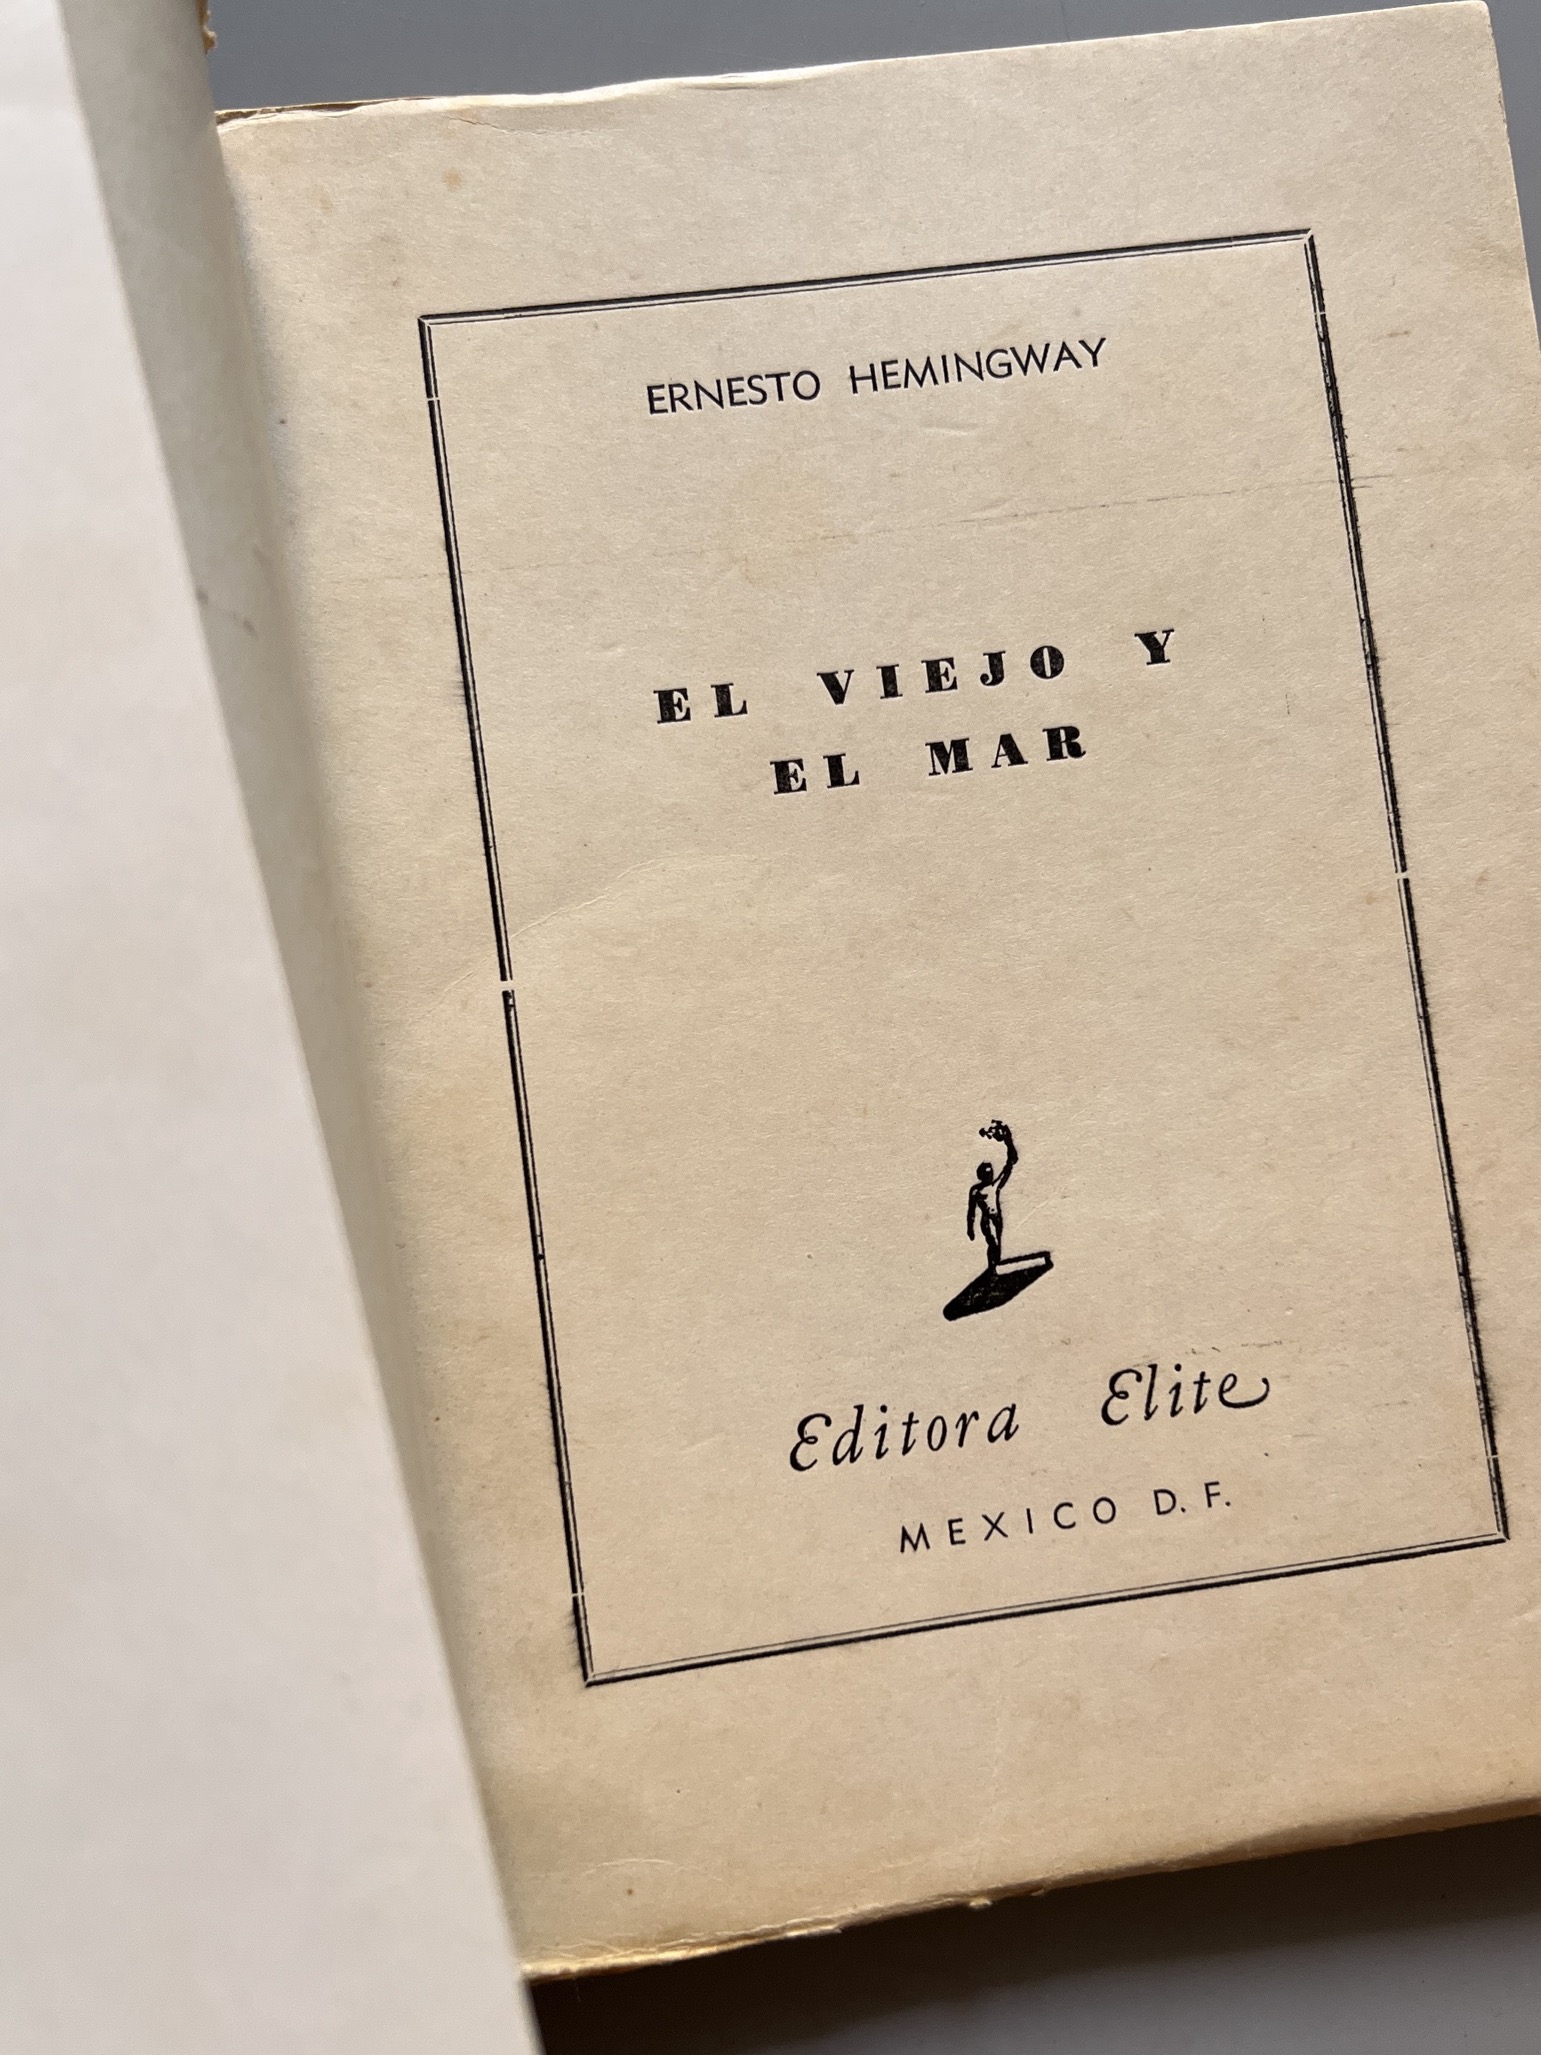 ERNESTO HEMINGWAY
EL VIEJO Y
EL MAR
Editora Elite
MEXICO D. F.